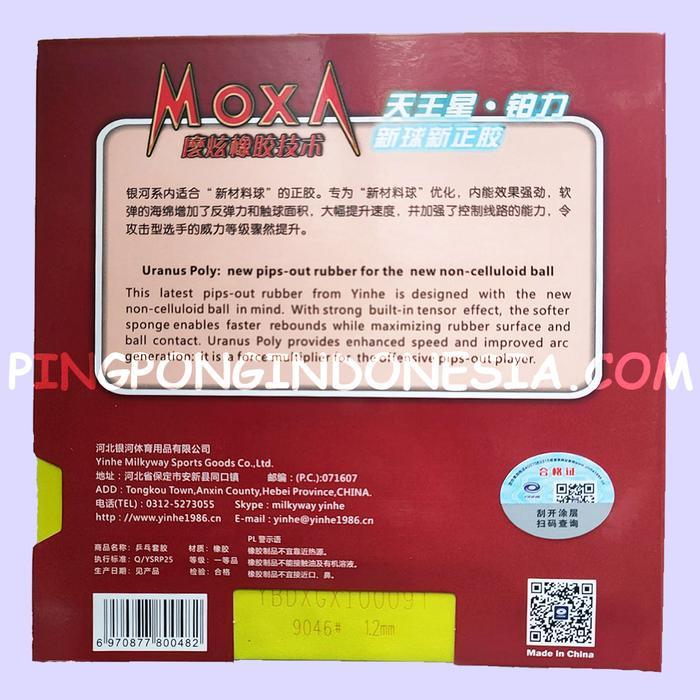 MOXA
魔炫橡胶技术
天王星·铂力
新球新正胶
银河系内适合“新材料球”的正胶。专为“新材料球”优化，内能效果强劲，软
弹的海绵增加了反弹力和触球面积，大幅提升速度，并加强了控制线路的能力，令
攻击型选手的威力等级骤然提升。
Uranus Poly: new pips-out rubber for the new non-celluloid ball
This latest pips-out rubber from Yinhe is designed with the new
non-celluloid ball in mind. With strong built-in tensor effect, the softer
sponge enables faster rebounds while maximizing rubber surface and
ball contact. Uranus Poly provides enhanced speed and improved arc
generation: it is a force multiplier for the offensive pips-out player.
PINGPONGINDONESIA.COM
河北银河体育用品有限公司
Yinhe Milkyway Sports Goods Co.,Ltd.
地址：河北省保定市安新县同口镇 邮编：(P.C.):071607
ADD : Tongkou Town,Anxin County,Hebei Province,CHINA.
电话(TEL) : 0312-5273055 Skype : milkyway yinhe
http : //www.yinhe1986.cn E-mail : yinhe@yinhe1986.cn
合格证
刮开涂层
扫码查询
PL 警示语
商品名称：乒乓套胶 材质：橡胶 橡胶制品不宜靠近热源。
执行标准：Q/YSRP25 等级：一等品 橡胶制品不能接触油及有机溶液。
生产日期：见产品 检验：合格 橡胶制品不宜接近口、鼻。
YBDXGX100091
9046# 1.2mm
6 970877 800482
Made in China